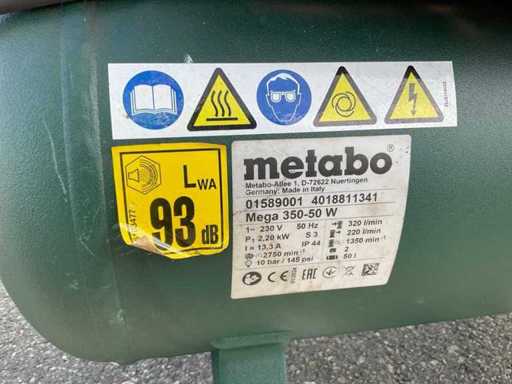 LWA
93 dB
metabo
Metabo-Allee 1, D-72622 Nuertingen
Germany; Made in Italy
01589001 4018811341
Mega 350-50 W
1~ 230 V 50 Hz 320 l/min
P1 2,20 kW S 3 220 l/min
I = 13,3 A IP 44 1350 min-1
2750 min-1 2
10 bar / 145 psi 50 l
CE EAC